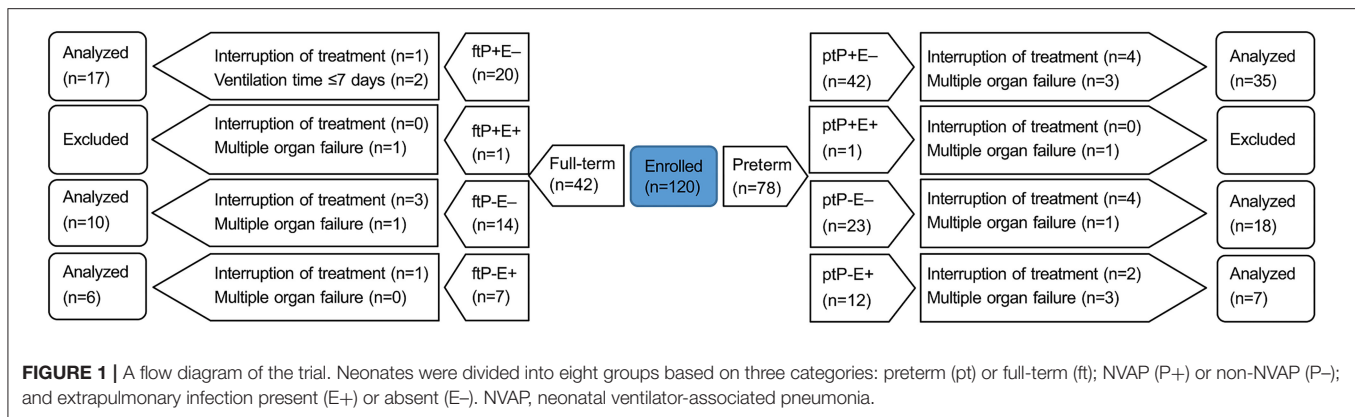 Analyzed
(n=17)
Interruption of treatment (n=1)
Ventilation time ≤7 days (n=2)
ftP+E–
(n=20)
ptP+E–
(n=42)
Interruption of treatment (n=4)
Multiple organ failure (n=3)
Analyzed
(n=35)
Excluded
Interruption of treatment (n=0)
Multiple organ failure (n=1)
ftP+E+
(n=1)
Full-term
(n=42)
Enrolled
(n=120)
Preterm
(n=78)
ptP+E+
(n=1)
Interruption of treatment (n=0)
Multiple organ failure (n=1)
Excluded
Analyzed
(n=10)
Interruption of treatment (n=3)
Multiple organ failure (n=1)
ftP-E–
(n=14)
ptP-E–
(n=23)
Interruption of treatment (n=4)
Multiple organ failure (n=1)
Analyzed
(n=18)
Analyzed
(n=6)
Interruption of treatment (n=1)
Multiple organ failure (n=0)
ftP-E+
(n=7)
ptP-E+
(n=12)
Interruption of treatment (n=2)
Multiple organ failure (n=3)
Analyzed
(n=7)
FIGURE 1 | A flow diagram of the trial. Neonates were divided into eight groups based on three categories: preterm (pt) or full-term (ft); NVAP (P+) or non-NVAP (P–);
and extrapulmonary infection present (E+) or absent (E–). NVAP, neonatal ventilator-associated pneumonia.